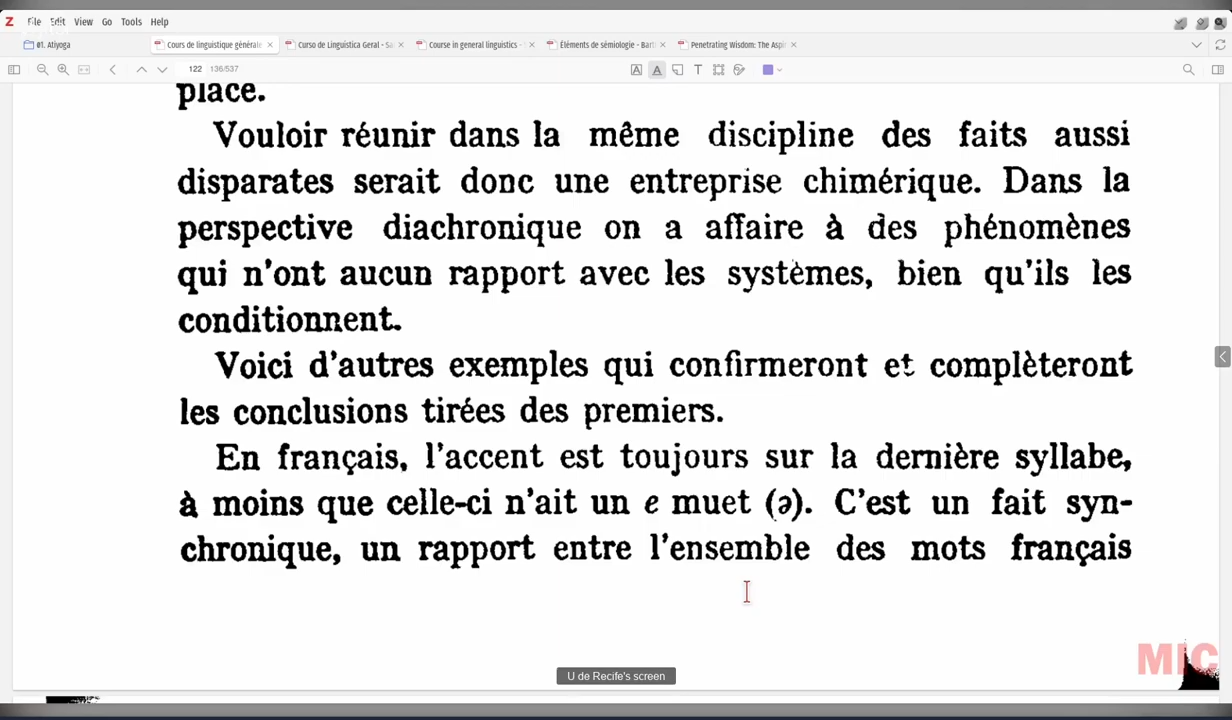 File Edit View Go Tools Help
01. Atiyoga
Cours de linguistique générale
Curso de Linguistica Geral - Sa
Course in general linguistics -
Éléments de sémiologie - Bart
Penetrating Wisdom: The Aspi
122 136/537
place.
Vouloir réunir dans la même discipline des faits aussi
disparates serait donc une entreprise chimérique. Dans la
perspective diachronique on a affaire à des phénomènes
qui n'ont aucun rapport avec les systèmes, bien qu'ils les
conditionnent.
Voici d'autres exemples qui confirmeront et complèteront
les conclusions tirées des premiers.
En français, l'accent est toujours sur la dernière syllabe,
à moins que celle-ci n'ait un e muet (ə). C'est un fait syn-
chronique, un rapport entre l'ensemble des mots français
MIC
U de Recife's screen